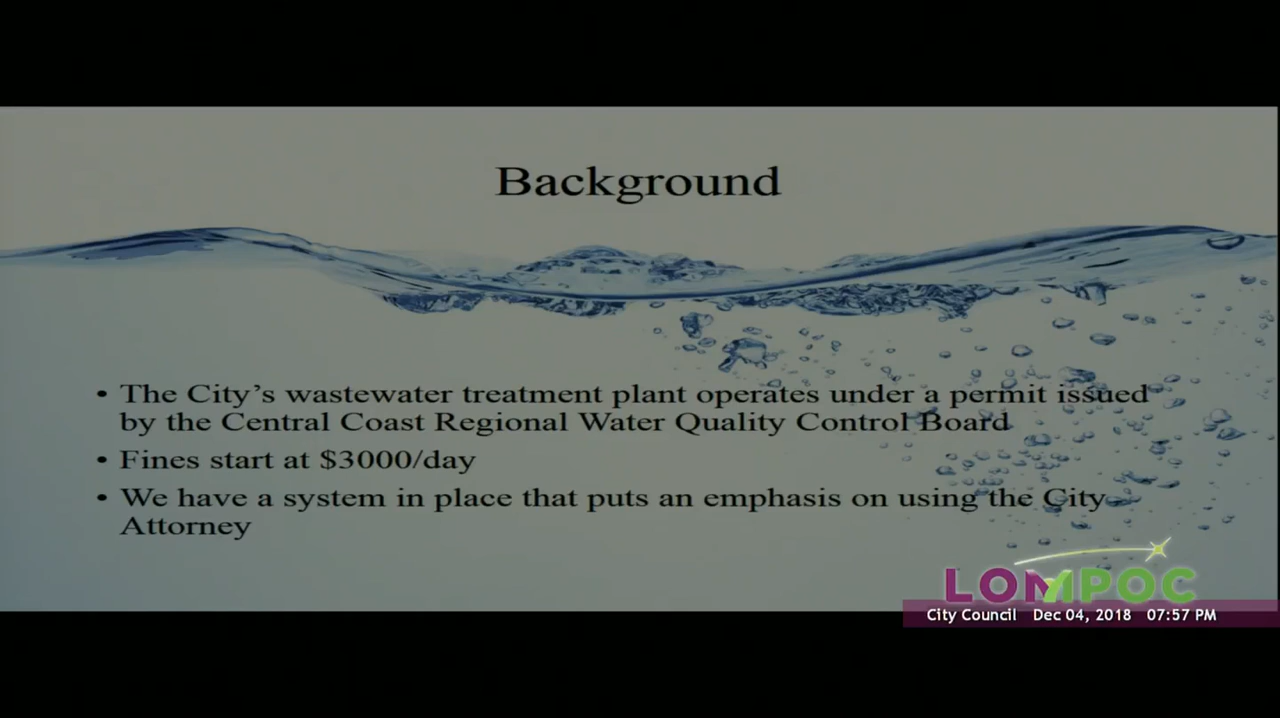 Background
• The City's wastewater treatment plant operates under a permit issued
by the Central Coast Regional Water Quality Control Board
• Fines start at $3000/day
• We have a system in place that puts an emphasis on using the City
Attorney
LOMPOC
City Council Dec 04, 2018 07:57 PM